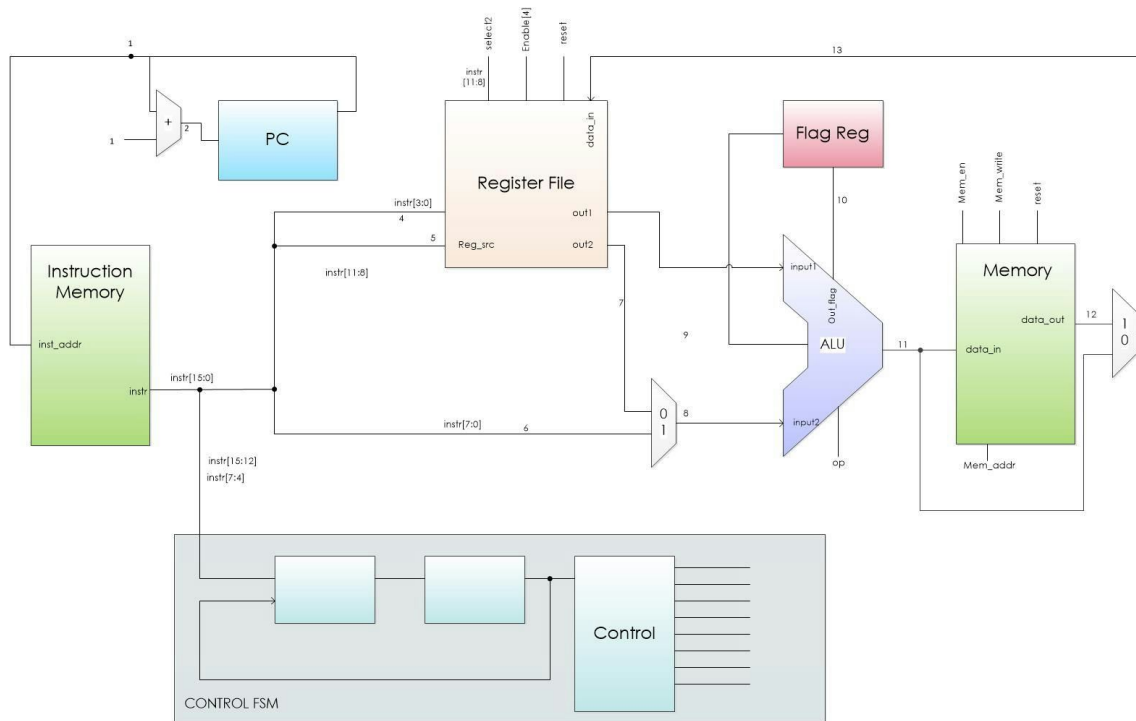 1
select2
Enable[4]
reset
13
instr
[11:8]
+
2
1
PC
data_in
Flag Reg
Register File
10
Mem_en
Mem_write
reset
instr[3:0]
4
out1
5
Reg_src
out2
instr[11:8]
Instruction
Memory
inst_addr
input1
Out_flag
Memory
7
9
data_out
12
1
0
ALU
11
data_in
instr[15:0]
instr
0
1
8
input2
instr[7:0]
6
instr[15:12]
instr[7:4]
op
Mem_addr
Control
CONTROL FSM